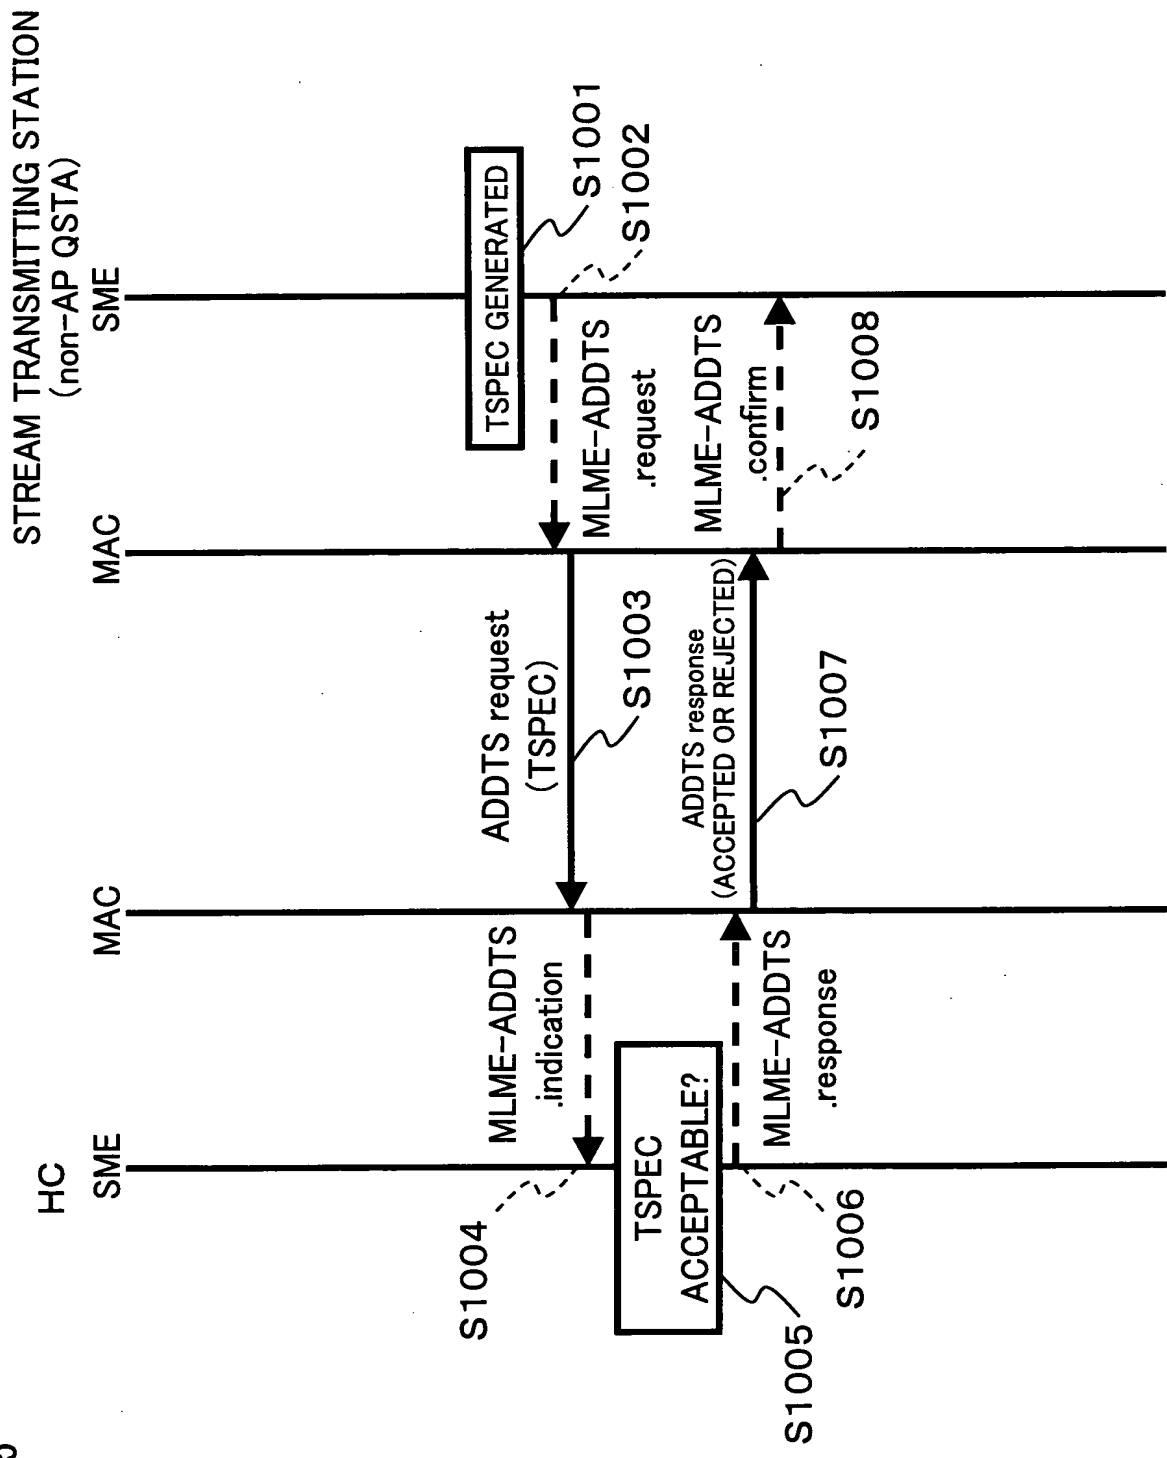 HC
STREAM TRANSMITTING STATION
(non-AP QSTA)
SME
MAC
MAC
SME
TSPEC GENERATED
S1001
S1002
MLME-ADDTS
.request
ADDTS request
(TSPEC)
S1003
MLME-ADDTS
.indication
S1004
TSPEC
ACCEPTABLE?
S1005
MLME-ADDTS
.response
S1006
ADDTS response
(ACCEPTED OR REJECTED)
S1007
MLME-ADDTS
.confirm
S1008